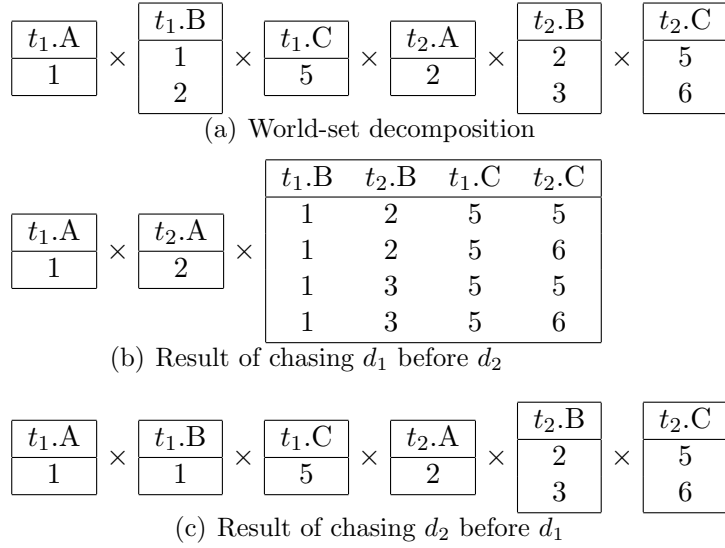 t₁.A × t₁.B × t₁.C × t₂.A × t₂.B × t₂.C
1 1 5 2 2 5
2 3 6
(a) World-set decomposition
t₁.A × t₂.A × t₁.B t₂.B t₁.C t₂.C
1 2 1 2 5 5
1 2 5 6
1 3 5 5
1 3 5 6
(b) Result of chasing d₁ before d₂
t₁.A × t₁.B × t₁.C × t₂.A × t₂.B × t₂.C
1 1 5 2 2 5
3 6
(c) Result of chasing d₂ before d₁